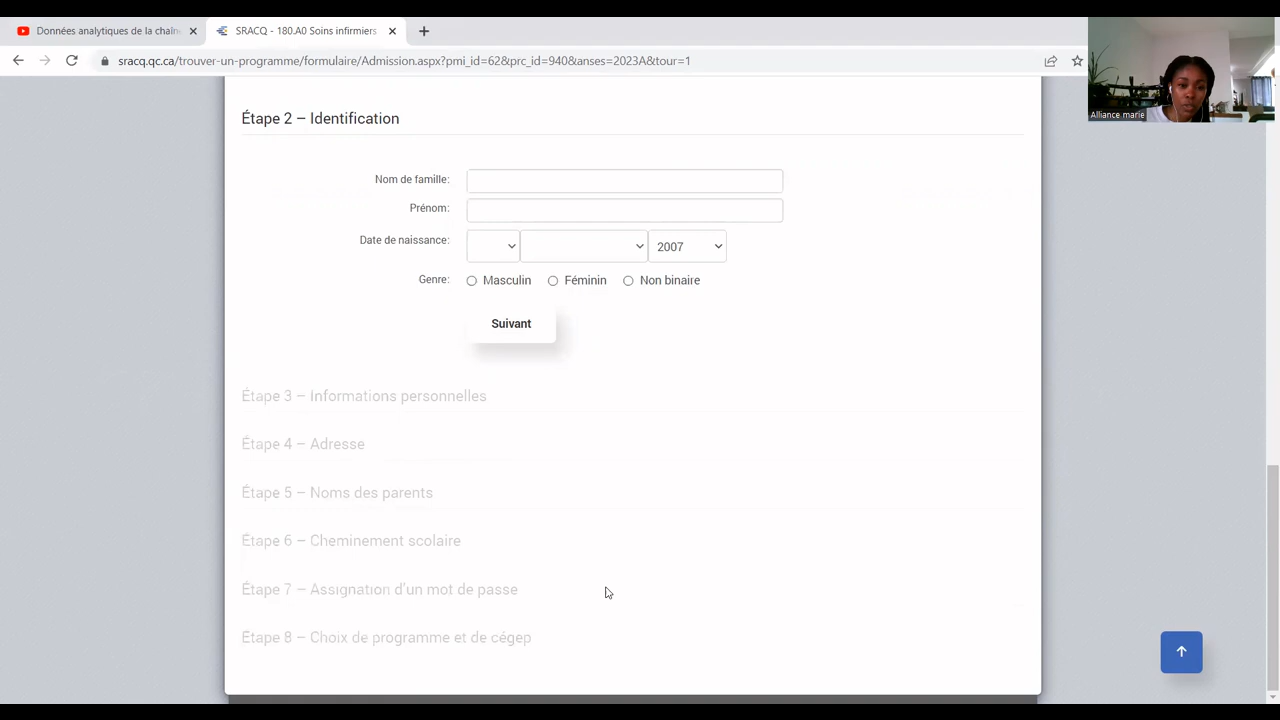 Données analytiques de la chaîn
SRACQ - 180.A0 Soins infirmiers
sracq.qc.ca/trouver-un-programme/formulaire/Admission.aspx?pmi_id=62&prc_id=940&anses=2023A&tour=1
Alliance marie
Étape 2 – Identification
Nom de famille:
Prénom:
Date de naissance:
2007
Genre:
Masculin
Féminin
Non binaire
Suivant
Étape 3 – Informations personnelles
Étape 4 – Adresse
Étape 5 – Noms des parents
Étape 6 – Cheminement scolaire
Étape 7 – Assignation d'un mot de passe
Étape 8 – Choix de programme et de cégep